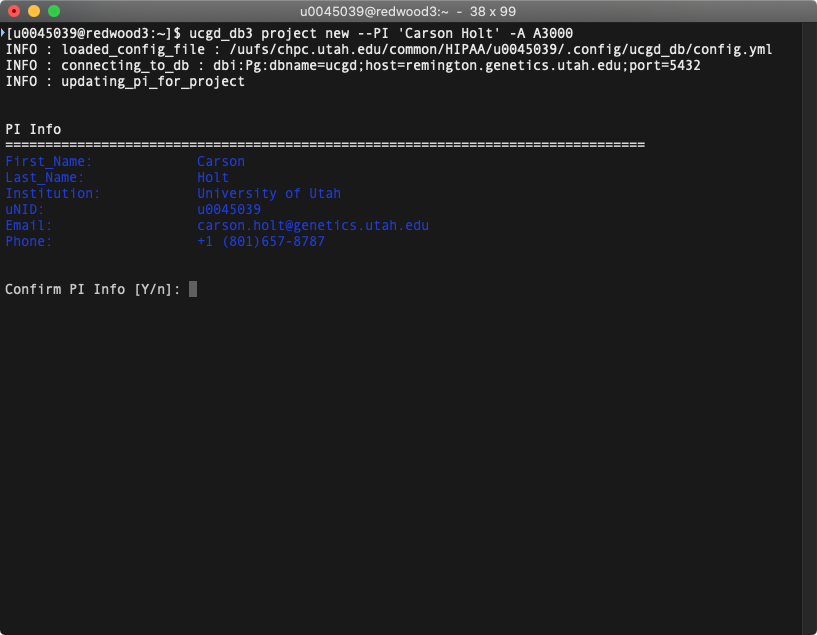 u0045039@redwood3:~ - 38 x 99
[u0045039@redwood3:~]$ ucgd_db3 project new --PI 'Carson Holt' -A A3000
INFO : loaded_config_file : /uufs/chpc.utah.edu/common/HIPAA/u0045039/.config/ucgd_db/config.yml
INFO : connecting_to_db : dbi:Pg:dbname=ucgd;host=remington.genetics.utah.edu;port=5432
INFO : updating_pi_for_project
PI Info
================================================================================
First_Name: Carson
Last_Name: Holt
Institution: University of Utah
uNID: u0045039
Email: carson.holt@genetics.utah.edu
Phone: +1 (801)657-8787
Confirm PI Info [Y/n]: